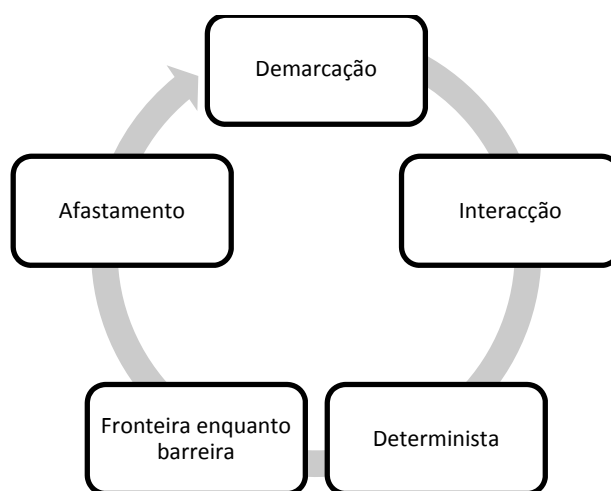 Demarcação
Interacção
Determinista
Fronteira enquanto
barreira
Afastamento